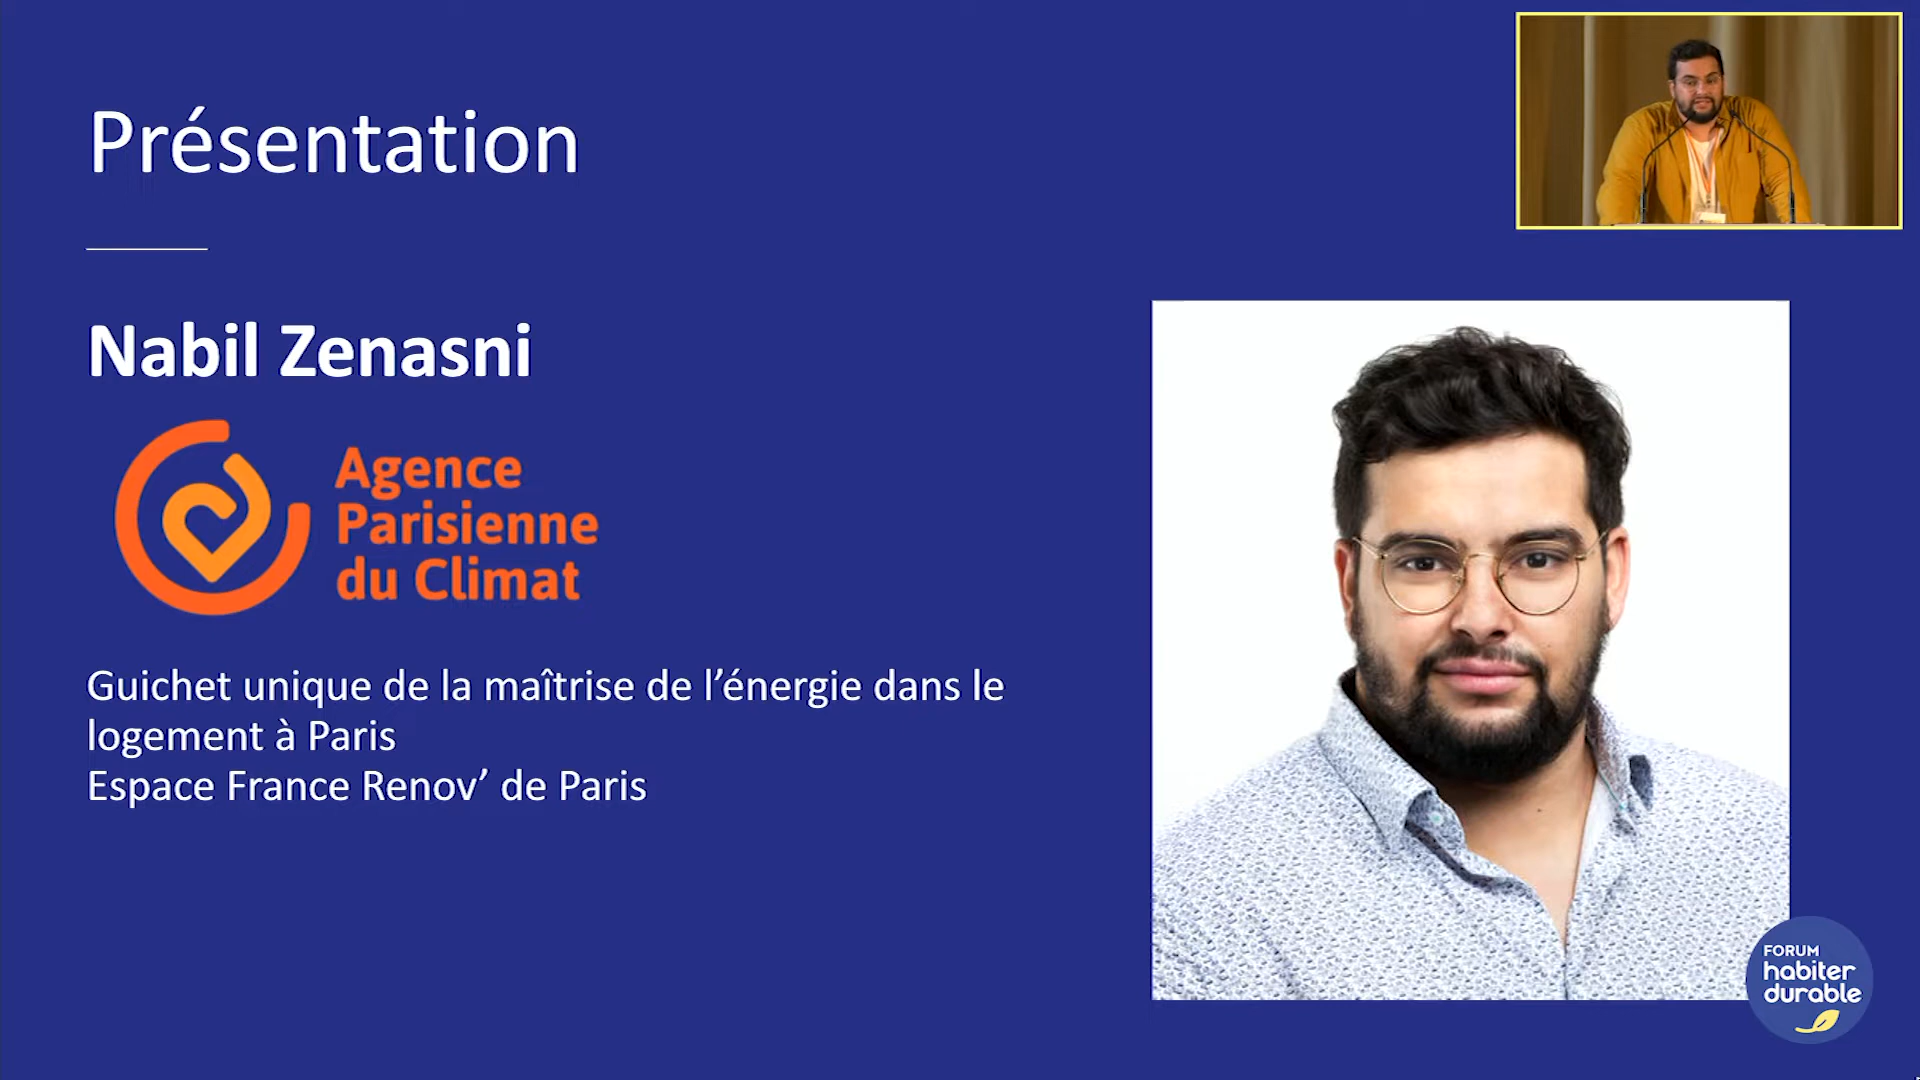 Présentation
Nabil Zenasni
Agence
Parisienne
du Climat
Guichet unique de la maîtrise de l’énergie dans le
logement à Paris
Espace France Renov’ de Paris
FORUM
habiter
durable